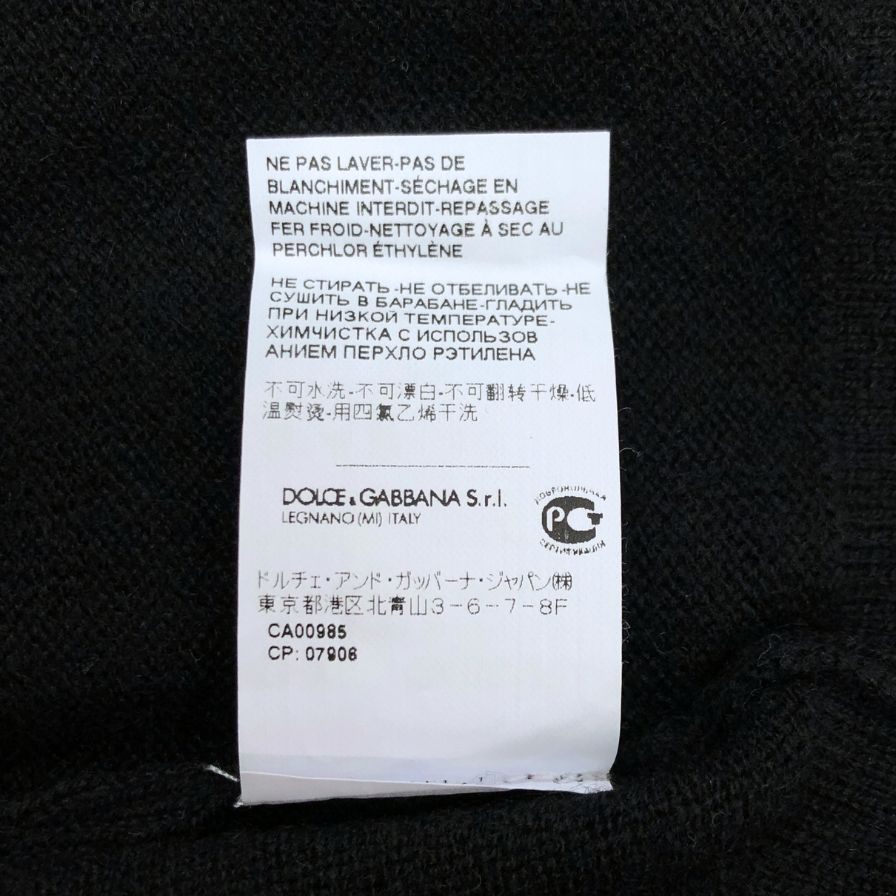 NE PAS LAVER-PAS DE
BLANCHIMENT-SÉCHAGE EN
MACHINE INTERDIT-REPASSAGE
FER FROID-NETTOYAGE À SEC AU
PERCHLOR ÉTHYLÈNE
НЕ СТИРАТЬ-НЕ ОТБЕЛИВАТЬ-НЕ
СУШИТЬ В БАРАБАНЕ-ГЛАДИТЬ
ПРИ НИЗКОЙ ТЕМПЕРАТУРЕ-
ХИМЧИСТКА С ИСПОЛЬЗОВ
АНИЕМ ПЕРХЛО РЭТИЛЕНА
不可水洗-不可漂白-不可翻转干燥-低
温熨烫-用四氯乙烯干洗
DOLCE & GABBANA S.r.l.
LEGNANO (MI) ITALY
ДОБРОВОЛЬНАЯ
РСТ
СЕРТИФИКАЦИЯ
ドルチェ・アンド・ガッバーナ・ジャパン㈱
東京都港区北青山3-6-7-8F
CA00985
CP: 07906